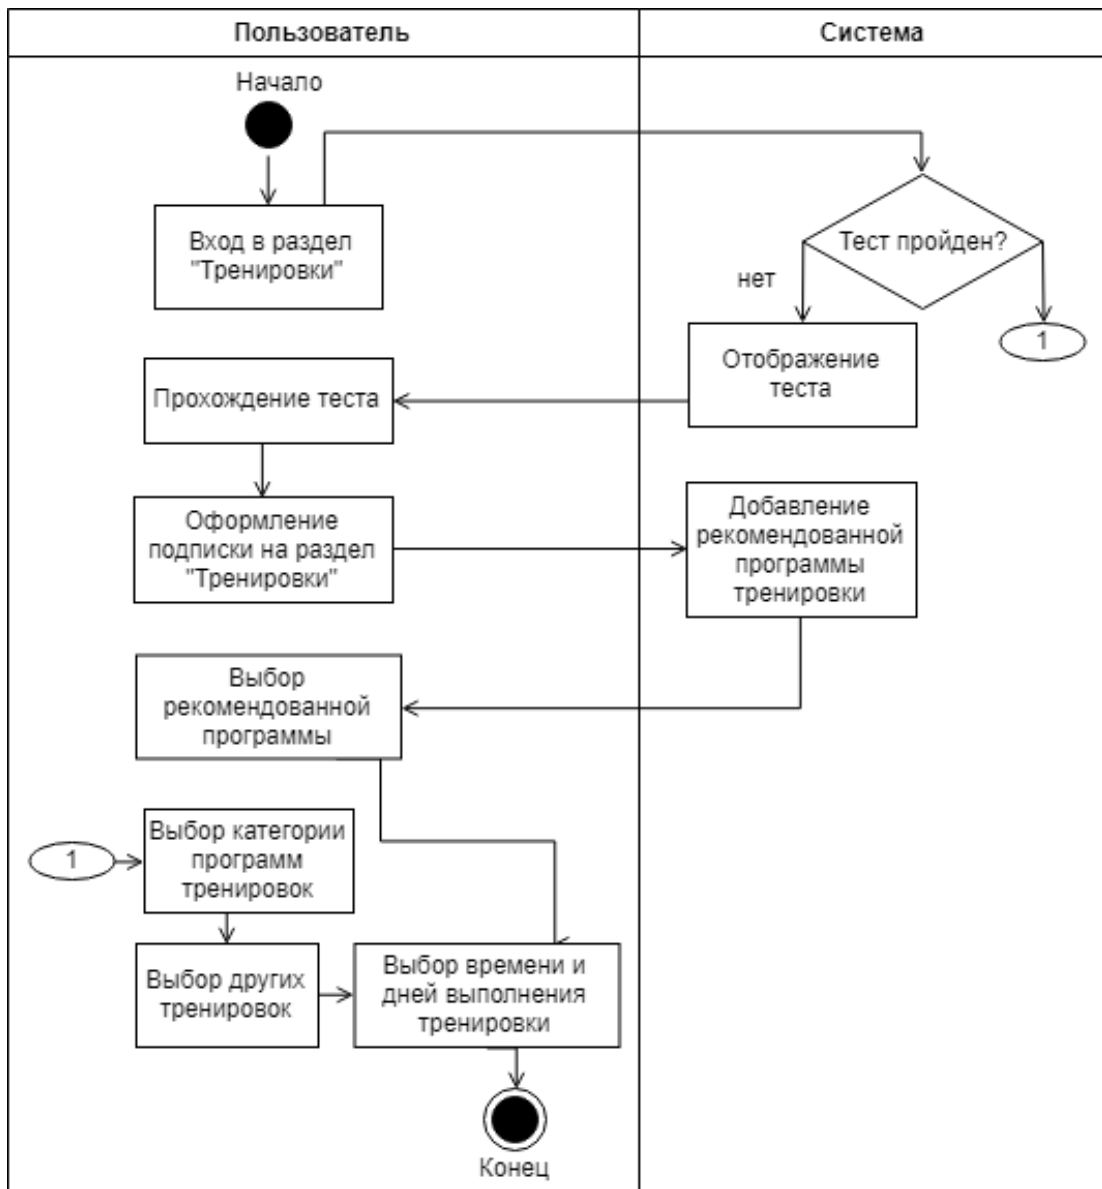 Пользователь
Система
Начало
Вход в раздел
"Тренировки"
Тест пройден?
нет
1
Отображение
теста
Прохождение теста
Оформление
подписки на раздел
"Тренировки"
Добавление
рекомендованной
программы
тренировки
Выбор
рекомендованной
программы
1
Выбор категории
программ
тренировок
Выбор других
тренировок
Выбор времени и
дней выполнения
тренировки
Конец